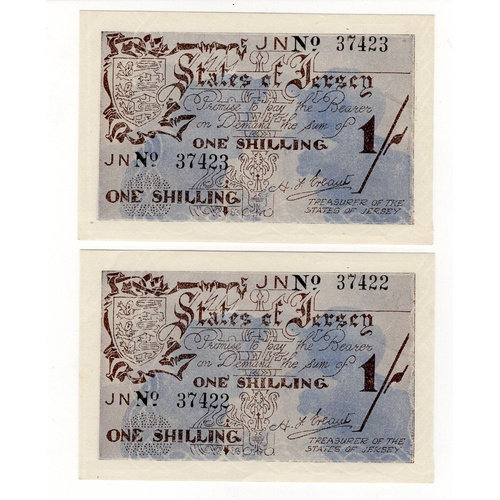 JN No 37423
States of Jersey
Promise to pay the Bearer
on Demand the sum of
ONE SHILLING
1/-
JN No 37423
ONE SHILLING
TREASURER OF THE
STATES OF JERSEY
JN No 37422
States of Jersey
Promise to pay the Bearer
on Demand the sum of
ONE SHILLING
1/-
JN No 37422
ONE SHILLING
TREASURER OF THE
STATES OF JERSEY